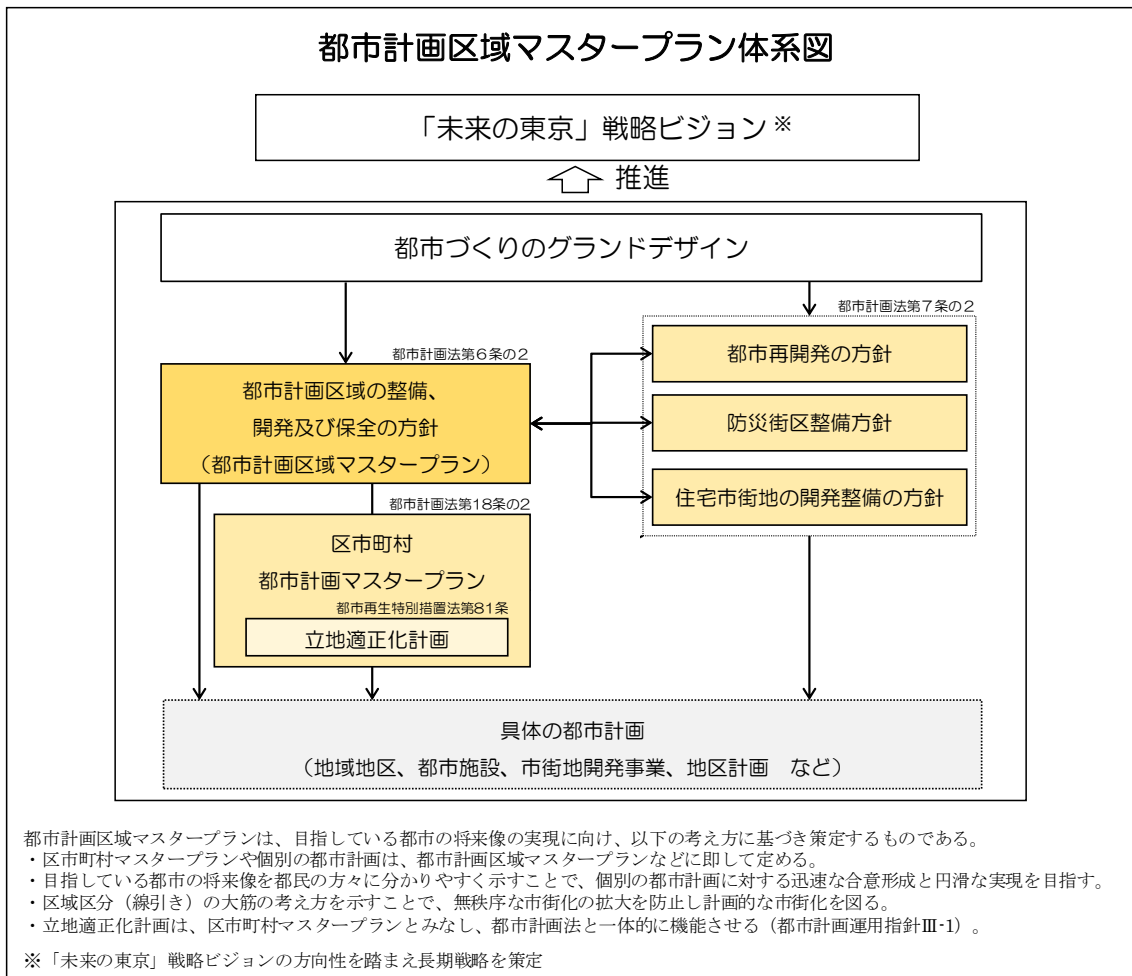 都市計画区域マスタープラン体系図
「未来の東京」戦略ビジョン※
推進
都市づくりのグランドデザイン
都市計画法第7条の2
都市計画法第6条の2
都市計画区域の整備、
開発及び保全の方針
（都市計画区域マスタープラン）
都市再開発の方針
防災街区整備方針
住宅市街地の開発整備の方針
都市計画法第18条の2
区市町村
都市計画マスタープラン
都市再生特別措置法第81条
立地適正化計画
具体の都市計画
（地域地区、都市施設、市街地開発事業、地区計画　など）
都市計画区域マスタープランは、目指している都市の将来像の実現に向け、以下の考え方に基づき策定するものである。
・区市町村マスタープランや個別の都市計画は、都市計画区域マスタープランなどに即して定める。
・目指している都市の将来像を都民の方々に分かりやすく示すことで、個別の都市計画に対する迅速な合意形成と円滑な実現を目指す。
・区域区分（線引き）の大筋の考え方を示すことで、無秩序な市街化の拡大を防止し計画的な市街化を図る。
・立地適正化計画は、区市町村マスタープランとみなし、都市計画法と一体的に機能させる（都市計画運用指針Ⅲ-1）。
※「未来の東京」戦略ビジョンの方向性を踏まえ長期戦略を策定